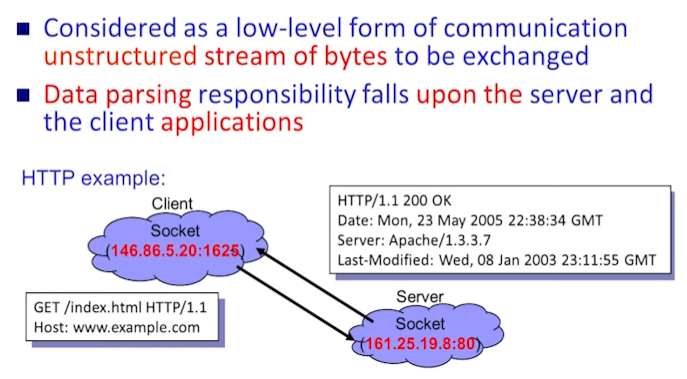 Considered as a low-level form of communication
unstructured stream of bytes to be exchanged
Data parsing responsibility falls upon the server and
the client applications
HTTP example:
Client
Socket
(146.86.5.20:1625)
HTTP/1.1 200 OK
Date: Mon, 23 May 2005 22:38:34 GMT
Server: Apache/1.3.3.7
Last-Modified: Wed, 08 Jan 2003 23:11:55 GMT
GET /index.html HTTP/1.1
Host: www.example.com
Server
Socket
(161.25.19.8:80)